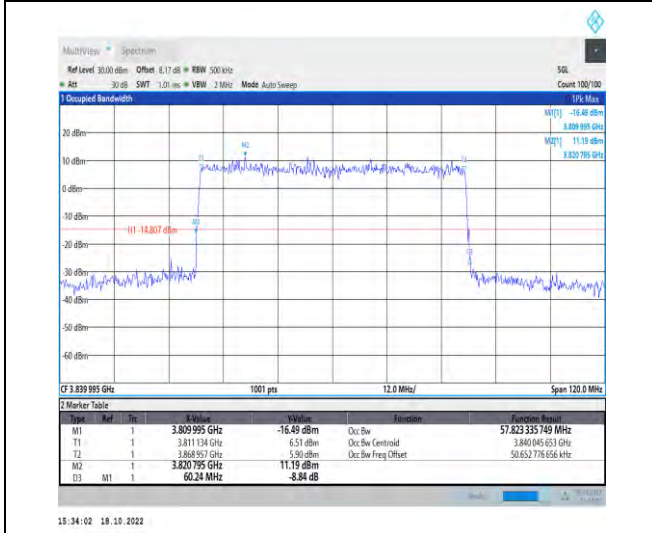 MultiView Spectrum
Ref Level 30.00 dBm Offset 8.17 dB RBW 500 kHz SGL
Att 30 dB SWT 1.01 ms VBW 2 MHz Mode Auto Sweep Count 100/100
1 Occupied Bandwidth 1Pk Max
M1[1] -16.49 dBm
3.809 995 GHz
M2[1] 11.19 dBm
3.820 795 GHz
20 dBm
M2
T1
T2
10 dBm
0 dBm
-10 dBm
H1 -14.807 dBm
-20 dBm
-30 dBm
-40 dBm
-50 dBm
-60 dBm
CF 3.839 995 GHz 1001 pts 12.0 MHz/ Span 120.0 MHz
2 Marker Table
Type Ref Trc X-Value Y-Value Function Function Result
M1 1 3.809 995 GHz -16.49 dBm Occ Bw 57.823 335 749 MHz
T1 1 3.811 134 GHz 6.51 dBm Occ Bw Centroid 3.840 045 653 GHz
T2 1 3.868 957 GHz 5.90 dBm Occ Bw Freq Offset 50.652 776 656 kHz
M2 1 3.820 795 GHz 11.19 dBm
D3 M1 1 60.24 MHz -8.84 dB
15:34:02 18.10.2022